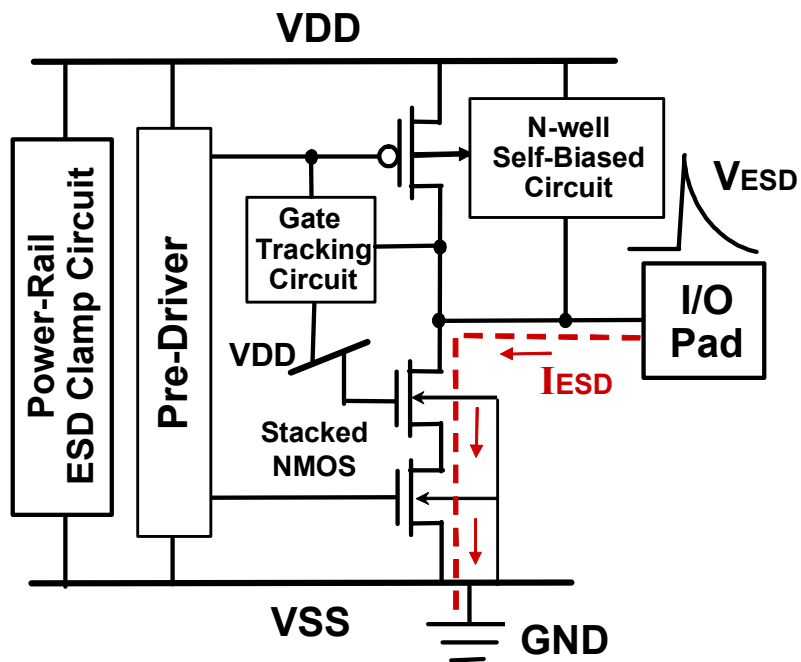 VDD
Power-Rail
ESD Clamp Circuit
Pre-Driver
Gate
Tracking
Circuit
N-well
Self-Biased
Circuit
VESD
I/O
Pad
VDD
IESD
Stacked
NMOS
VSS
GND